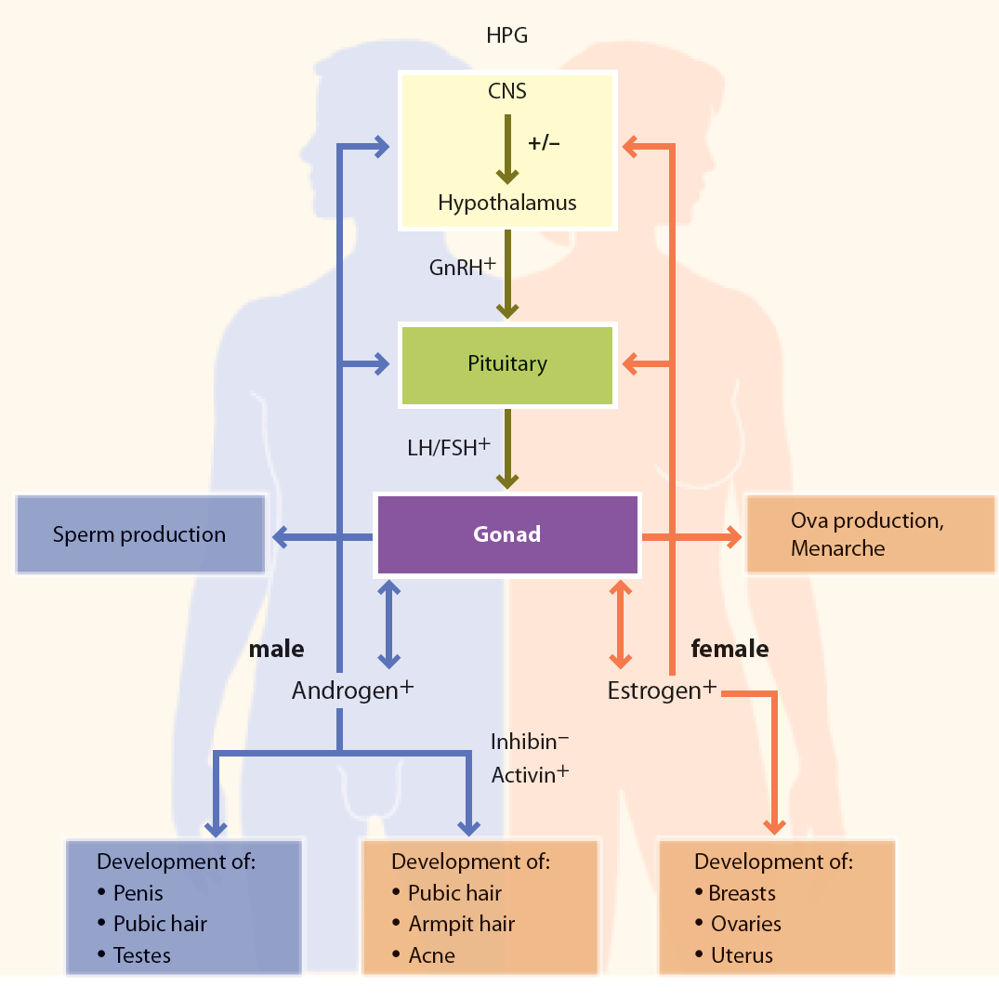 HPG
CNS
+/–
Hypothalamus
GnRH+
Pituitary
LH/FSH+
Sperm production
Gonad
Ova production,
Menarche
male
female
Androgen+
Estrogen+
Inhibin–
Activin+
Development of:
• Penis
• Pubic hair
• Testes
Development of:
• Pubic hair
• Armpit hair
• Acne
Development of:
• Breasts
• Ovaries
• Uterus